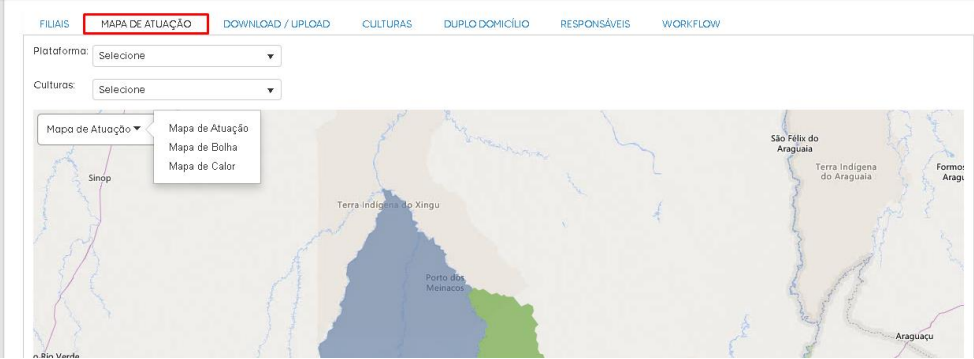 FILIAIS MAPA DE ATUAÇÃO DOWNLOAD / UPLOAD CULTURAS DUPLO DOMICÍLIO RESPONSÁVEIS WORKFLOW
Plataforma: Selecione
Culturas: Selecione
Mapa de Atuação
Mapa de Atuação
Mapa de Bolha
Mapa de Calor
São Félix do
Araguaia
Terra Indígena
do Araguaia
Sinop
Terra Indígena do Xingu
Porto dos
Meinacos
Araguaçu
Rio Verde